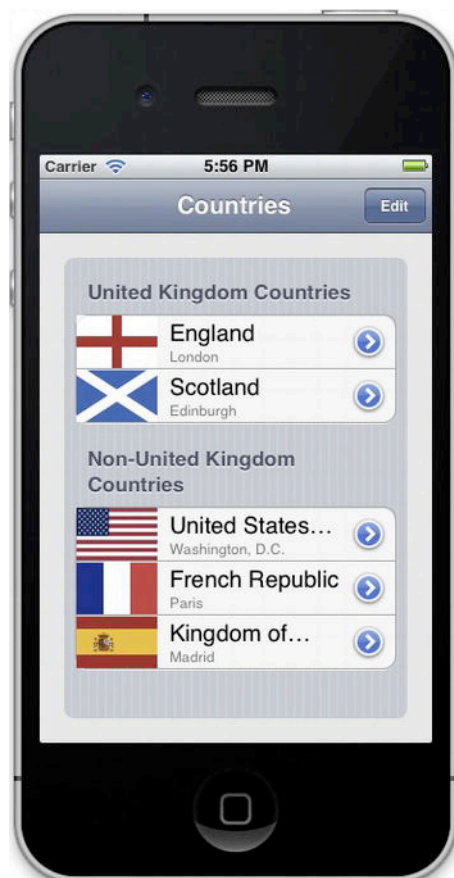 Carrier 5:56 PM
Countries Edit
United Kingdom Countries
England
London
Scotland
Edinburgh
Non-United Kingdom
Countries
United States...
Washington, D.C.
French Republic
Paris
Kingdom of...
Madrid